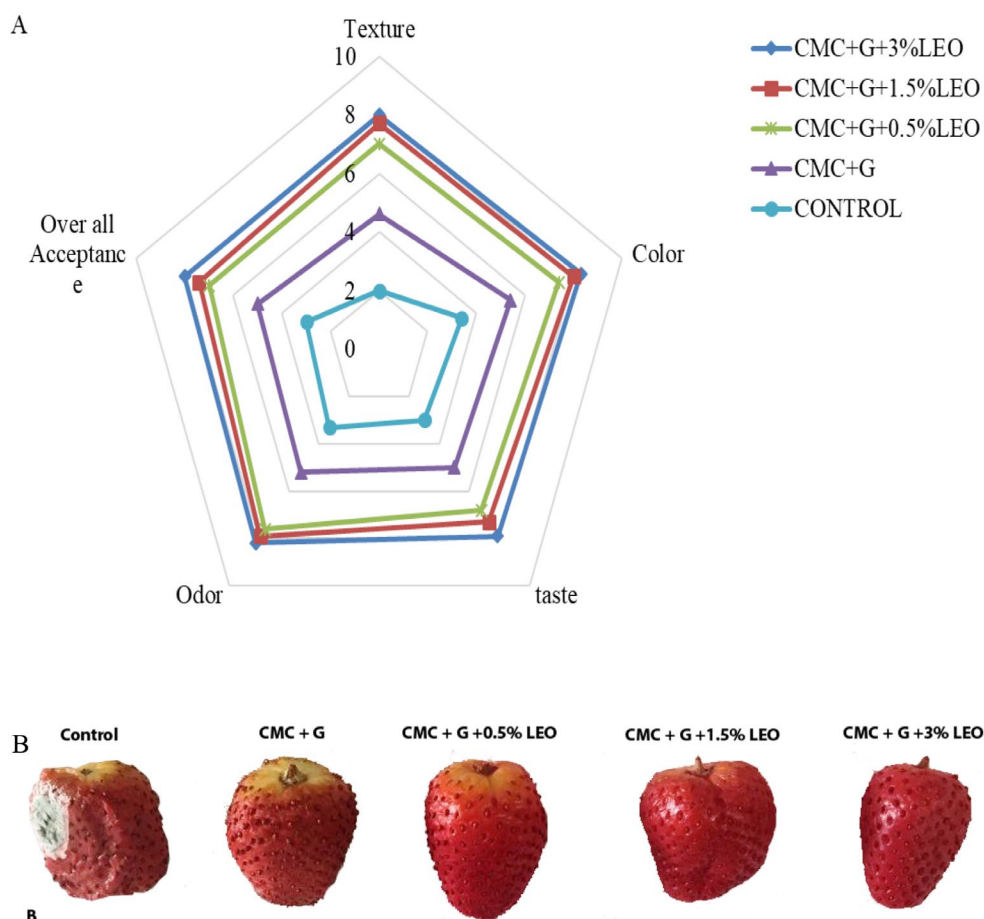 A
Texture
10
8
6
4
2
0
Color
taste
Odor
Over all
Acceptanc
e
CMC+G+3%LEO
CMC+G+1.5%LEO
CMC+G+0.5%LEO
CMC+G
CONTROL
B
Control
CMC + G
CMC + G +0.5% LEO
CMC + G +1.5% LEO
CMC + G +3% LEO
B